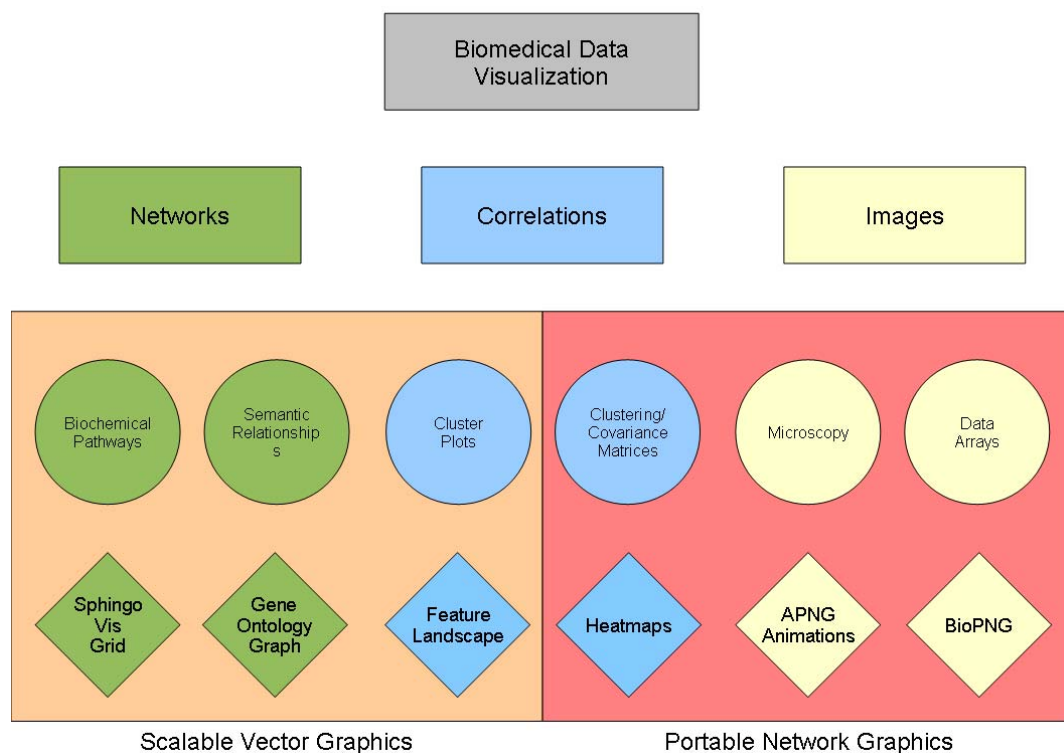 Biomedical Data
Visualization
Networks
Correlations
Images
Biochemical
Pathways
Semantic
Relationship
s
Cluster
Plots
Clustering/
Covariance
Matrices
Microscopy
Data
Arrays
Sphingo
Vis
Grid
Gene
Ontology
Graph
Feature
Landscape
Heatmaps
APNG
Animations
BioPNG
Scalable Vector Graphics
Portable Network Graphics